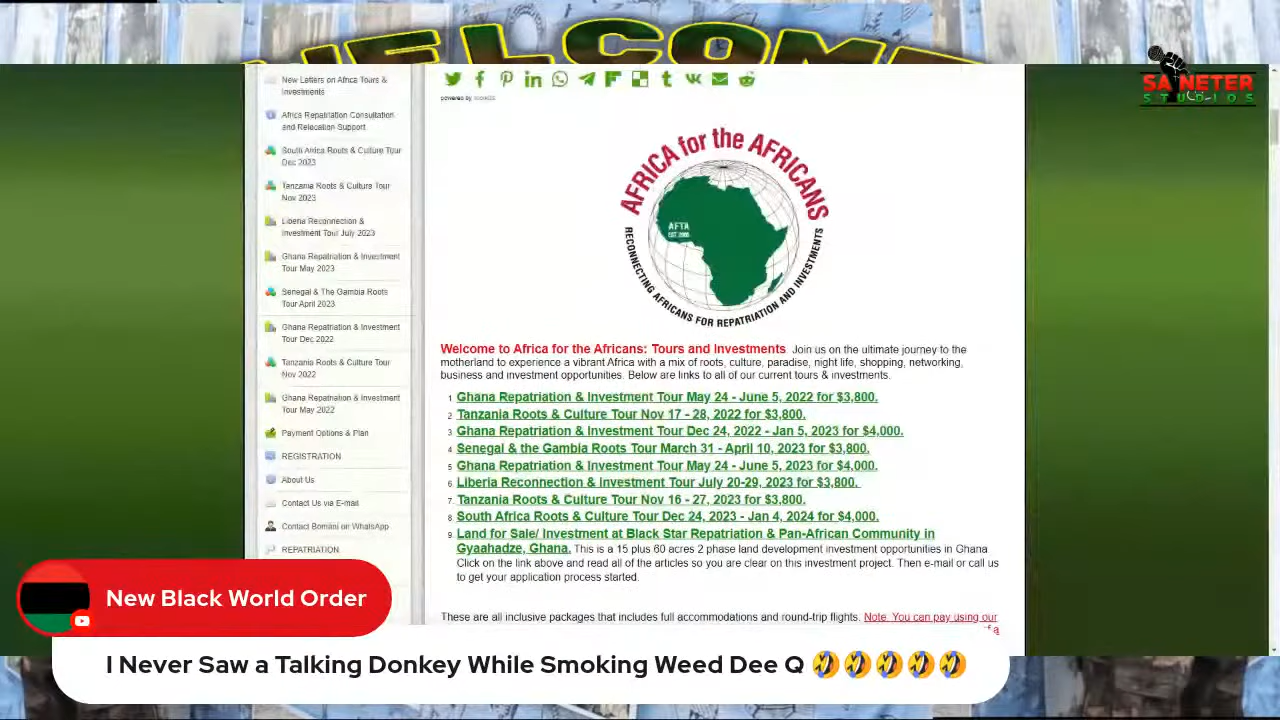 WELCOME
SA NETER
STUDIOS
New Letters on Africa Tours &
Investments
Africa Repatriation Consultation
and Relocation Support
South Africa Roots & Culture Tour
Dec 2023
Tanzania Roots & Culture Tour
Nov 2023
Liberia Reconnection &
Investment Tour July 2023
Ghana Repatriation & Investment
Tour May 2023
Senegal & The Gambia Roots
Tour April 2023
Ghana Repatriation & Investment
Tour Dec 2022
Tanzania Roots & Culture Tour
Nov 2022
Ghana Repatriation & Investment
Tour May 2022
Payment Options & Plan
REGISTRATION
About Us
Contact Us via E-mail
Contact Bomani on WhatsApp
REPATRIATION
powered by
AFRICA for the AFRICANS
AFTA
EST 2005
RECONNECTING AFRICANS FOR REPATRIATION AND INVESTMENTS
Welcome to Africa for the Africans: Tours and Investments Join us on the ultimate journey to the
motherland to experience a vibrant Africa with a mix of roots, culture, paradise, night life, shopping, networking,
business and investment opportunities. Below are links to all of our current tours & investments.
1 Ghana Repatriation & Investment Tour May 24 - June 5, 2022 for $3,800.
2 Tanzania Roots & Culture Tour Nov 17 - 28, 2022 for $3,800.
3 Ghana Repatriation & Investment Tour Dec 24, 2022 - Jan 5, 2023 for $4,000.
4 Senegal & the Gambia Roots Tour March 31 - April 10, 2023 for $3,800.
5 Ghana Repatriation & Investment Tour May 24 - June 5, 2023 for $4,000.
6 Liberia Reconnection & Investment Tour July 20-29, 2023 for $3,800.
7. Tanzania Roots & Culture Tour Nov 16 - 27, 2023 for $3,800.
8 South Africa Roots & Culture Tour Dec 24, 2023 - Jan 4, 2024 for $4,000.
9 Land for Sale/ Investment at Black Star Repatriation & Pan-African Community in
Gyaahadze, Ghana. This is a 15 plus 60 acres 2 phase land development investment opportunities in Ghana
Click on the link above and read all of the articles so you are clear on this investment project. Then e-mail or call us
to get your application process started.
These are all inclusive packages that includes full accommodations and round-trip flights. Note: You can pay using our
New Black World Order
I Never Saw a Talking Donkey While Smoking Weed Dee Q 🤣🤣🤣🤣🤣